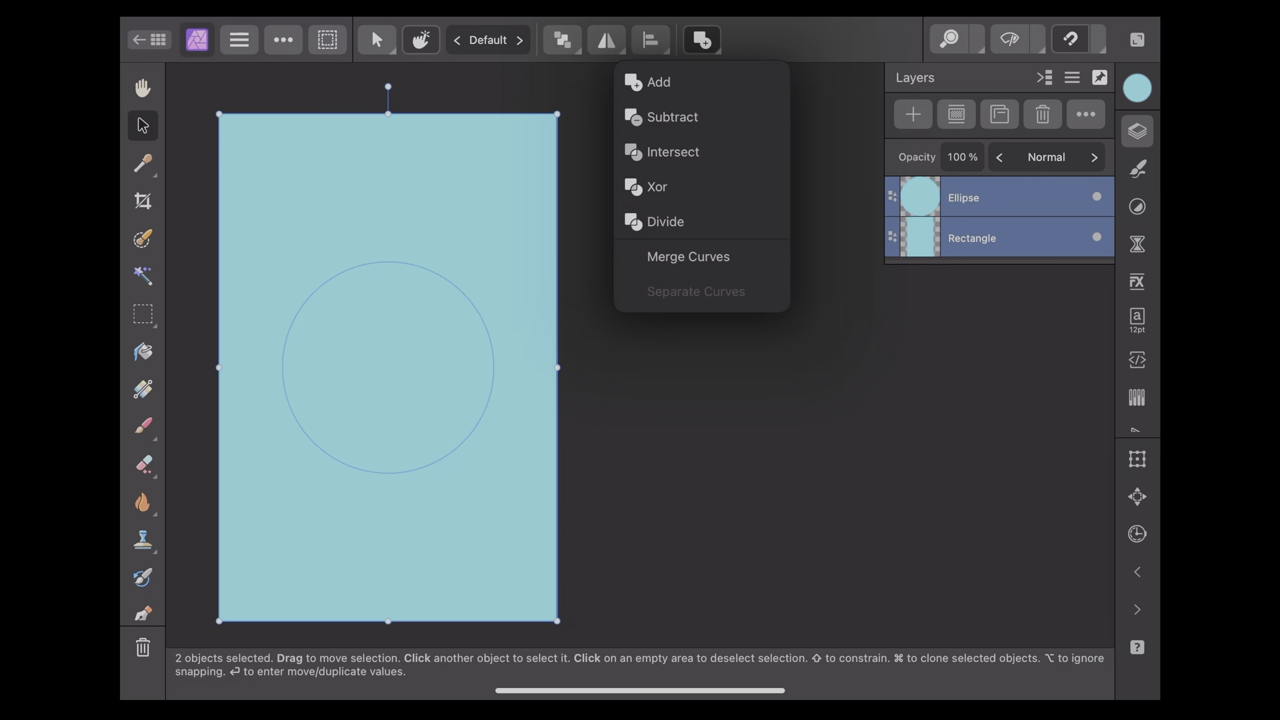 Default
Add
Subtract
Intersect
Xor
Divide
Merge Curves
Separate Curves
Layers
Opacity 100 % Normal
Ellipse
Rectangle
a
12pt
?
2 objects selected. Drag to move selection. Click another object to select it. Click on an empty area to deselect selection. ⇧ to constrain. ⌘ to clone selected objects. ⌥ to ignore
snapping. ⏎ to enter move/duplicate values.